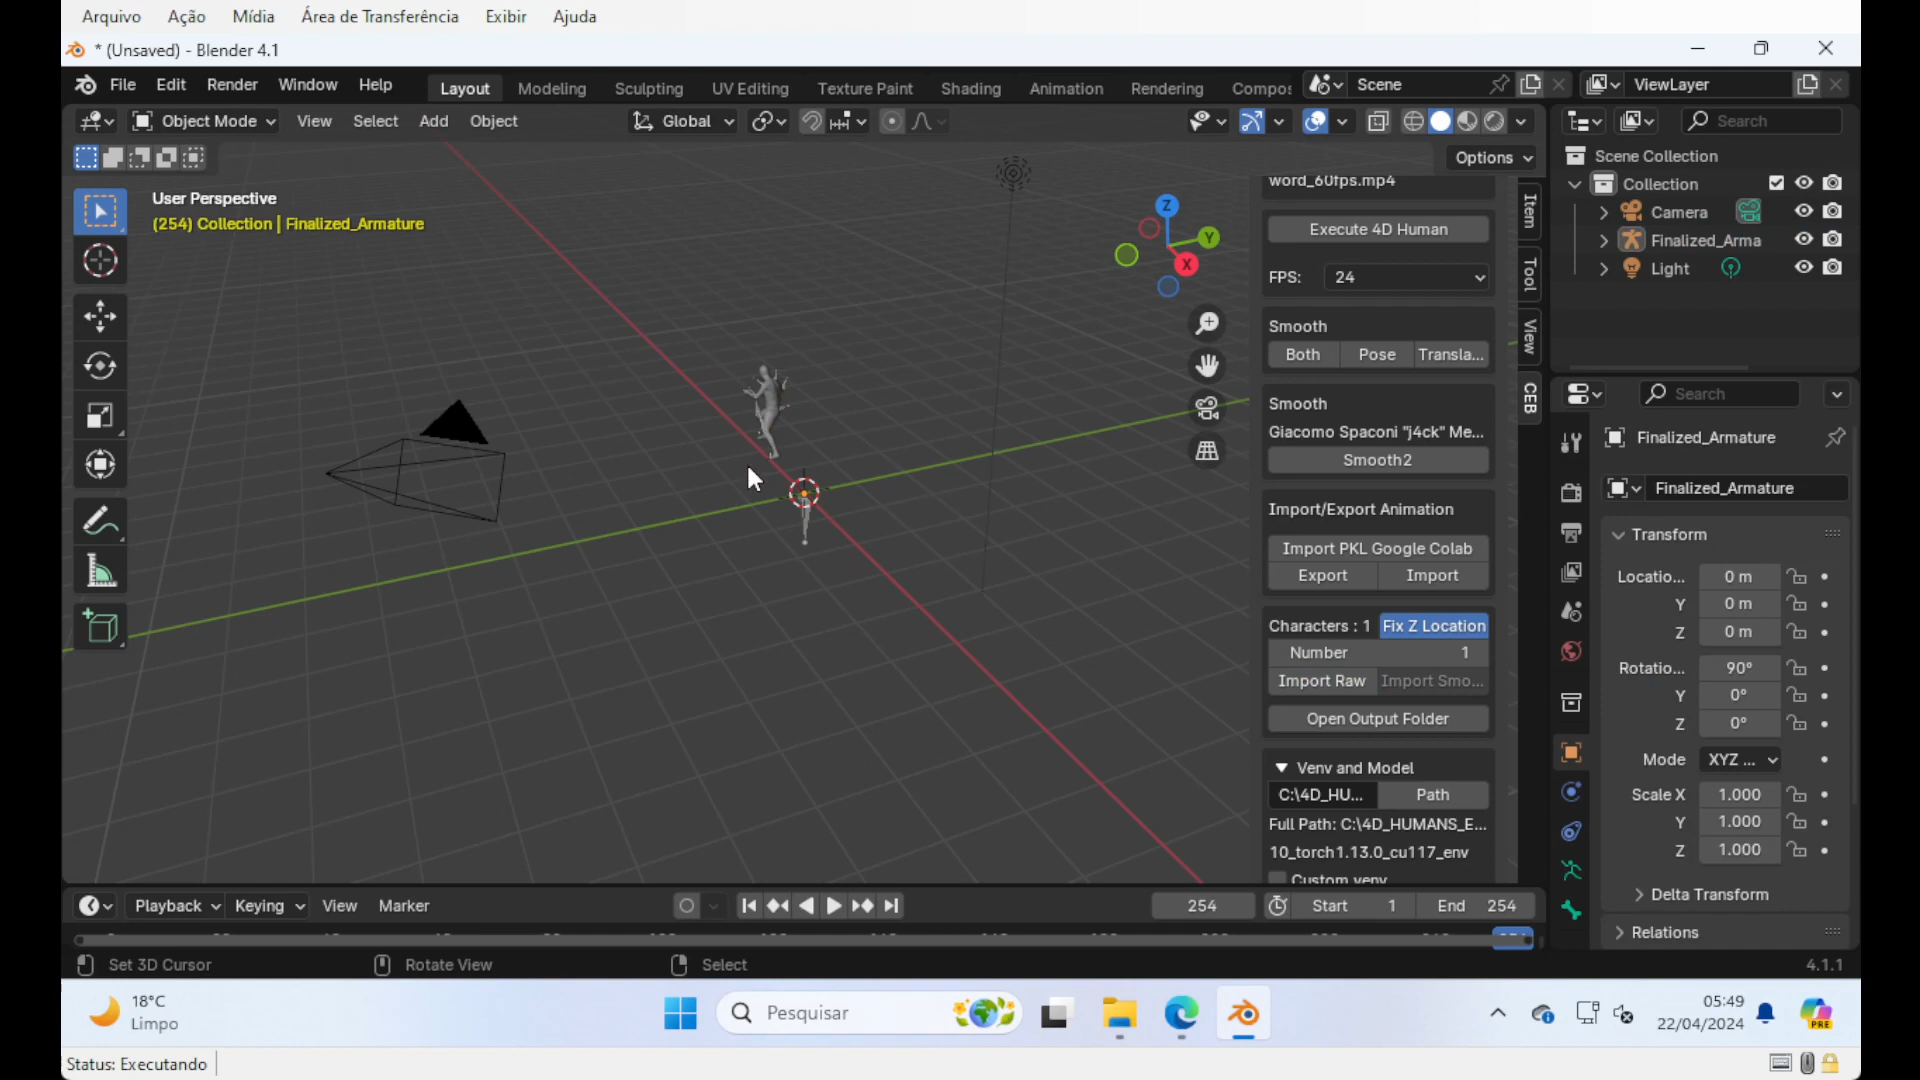 Arquivo Ação Mídia Área de Transferência Exibir Ajuda
* (Unsaved) - Blender 4.1
File Edit Render Window Help Layout Modeling Sculpting UV Editing Texture Paint Shading Animation Rendering Compos Scene ViewLayer
Object Mode View Select Add Object Global Search
Options
User Perspective
(254) Collection | Finalized_Armature
Z
Y
X
word_60fps.mp4
Execute 4D Human
FPS: 24
Smooth
Both Pose Transla...
Smooth
Giacomo Spaconi "j4ck" Me...
Smooth2
Import/Export Animation
Import PKL Google Colab
Export Import
Characters : 1 Fix Z Location
Number 1
Import Raw Import Smo...
Open Output Folder
Venv and Model
C:\4D_HU... Path
Full Path: C:\4D_HUMANS_E...
10_torch1.13.0_cu117_env
Custom venv
Item
Tool
View
CEB
Scene Collection
Collection
Camera
Finalized_Arma
Light
Search
Finalized_Armature
Finalized_Armature
Transform
Locatio... 0 m
Y 0 m
Z 0 m
Rotatio... 90°
Y 0°
Z 0°
Mode XYZ ...
Scale X 1.000
Y 1.000
Z 1.000
Delta Transform
Relations
Playback Keying View Marker 254 Start 1 End 254
Set 3D Cursor Rotate View Select 4.1.1
18°C
Limpo
Pesquisar
05:49
22/04/2024
PRE
Status: Executando